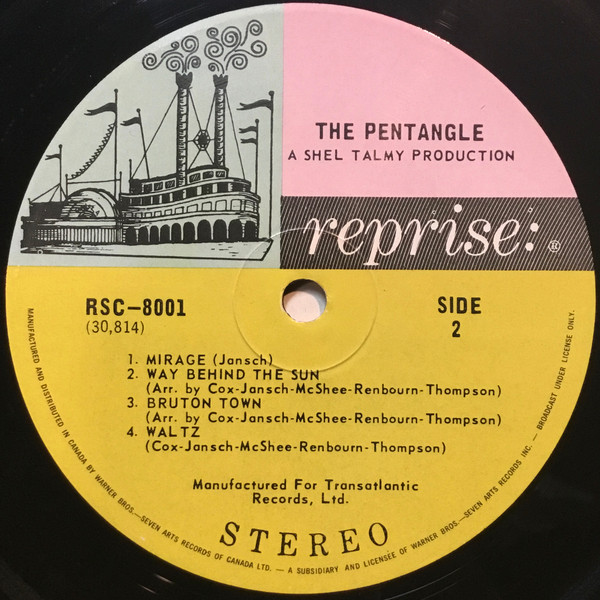 THE PENTANGLE
A SHEL TALMY PRODUCTION
reprise: ®
RSC-8001
(30,814)
SIDE
2
1. MIRAGE (Jansch)
2. WAY BEHIND THE SUN
(Arr. by Cox-Jansch-McShee-Renbourn-Thompson)
3. BRUTON TOWN
(Arr. by Cox-Jansch-McShee-Renbourn-Thompson)
4. WALTZ
(Cox-Jansch-McShee-Renbourn-Thompson)
Manufactured For Transatlantic
Records, Ltd.
STEREO
MANUFACTURED AND DISTRIBUTED IN CANADA BY WARNER BROS.—SEVEN ARTS RECORDS OF CANADA LTD. — A SUBSIDIARY AND LICENSEE OF WARNER BROS.—SEVEN ARTS RECORDS INC. — BROADCAST UNDER LICENSE ONLY.